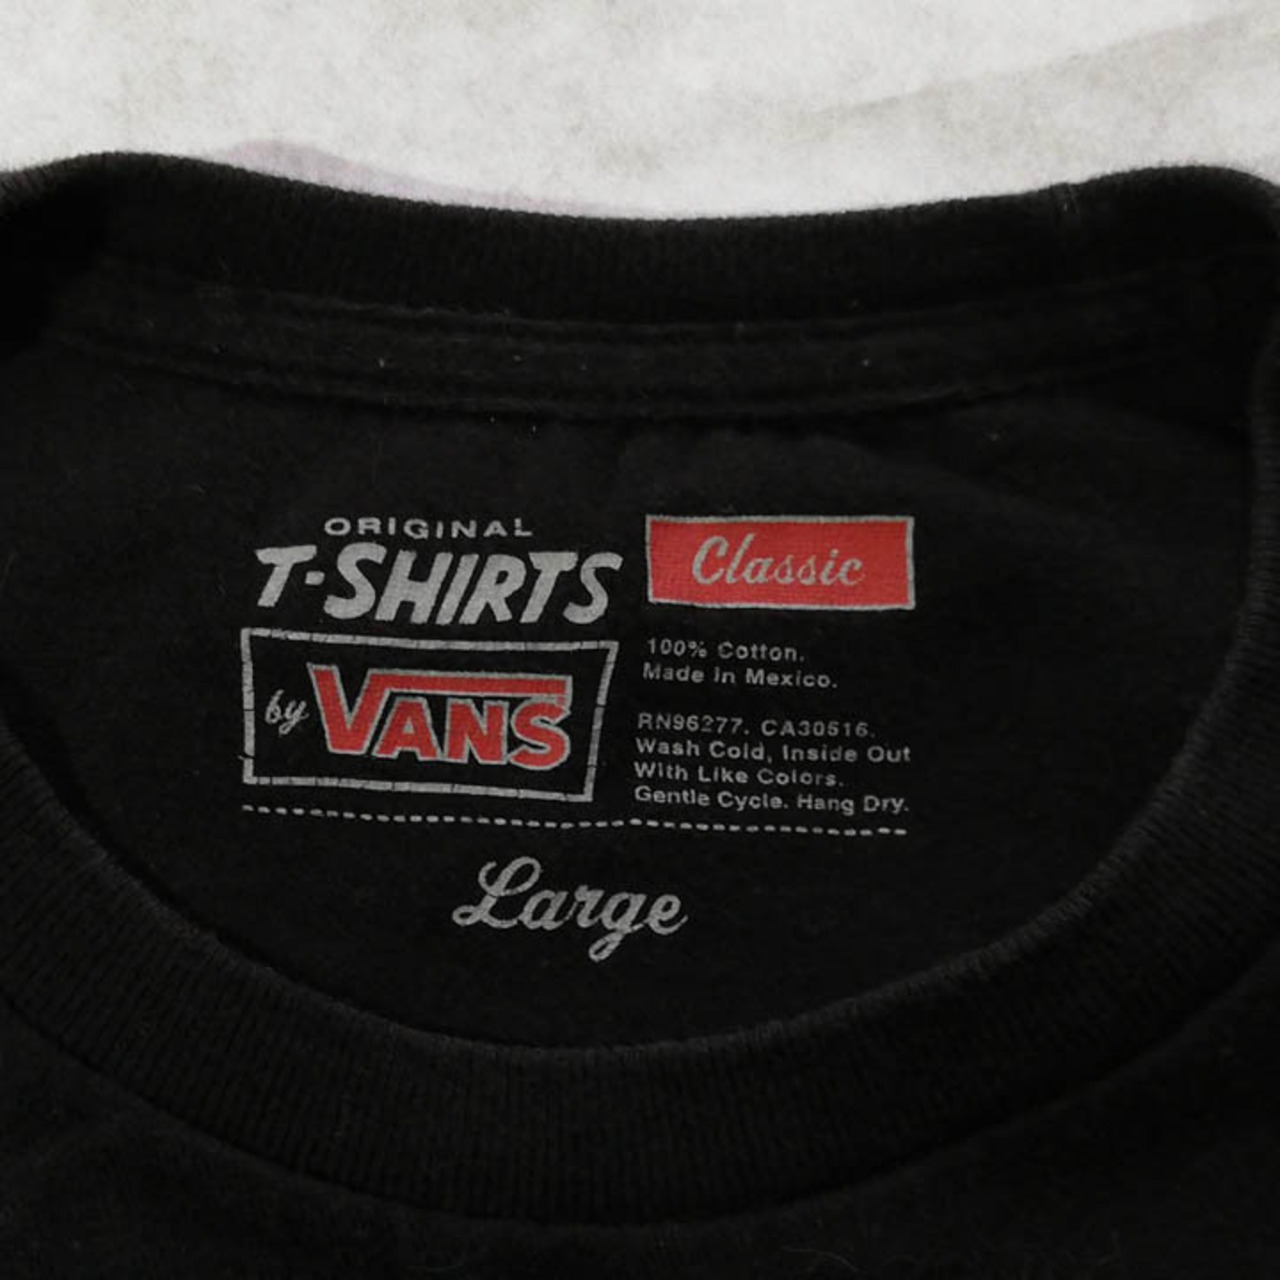 ORIGINAL
T-SHIRTS
by VANS
Classic
100% Cotton.
Made In Mexico.
RN96277. CA30516.
Wash Cold, Inside Out
With Like Colors.
Gentle Cycle. Hang Dry.
Large